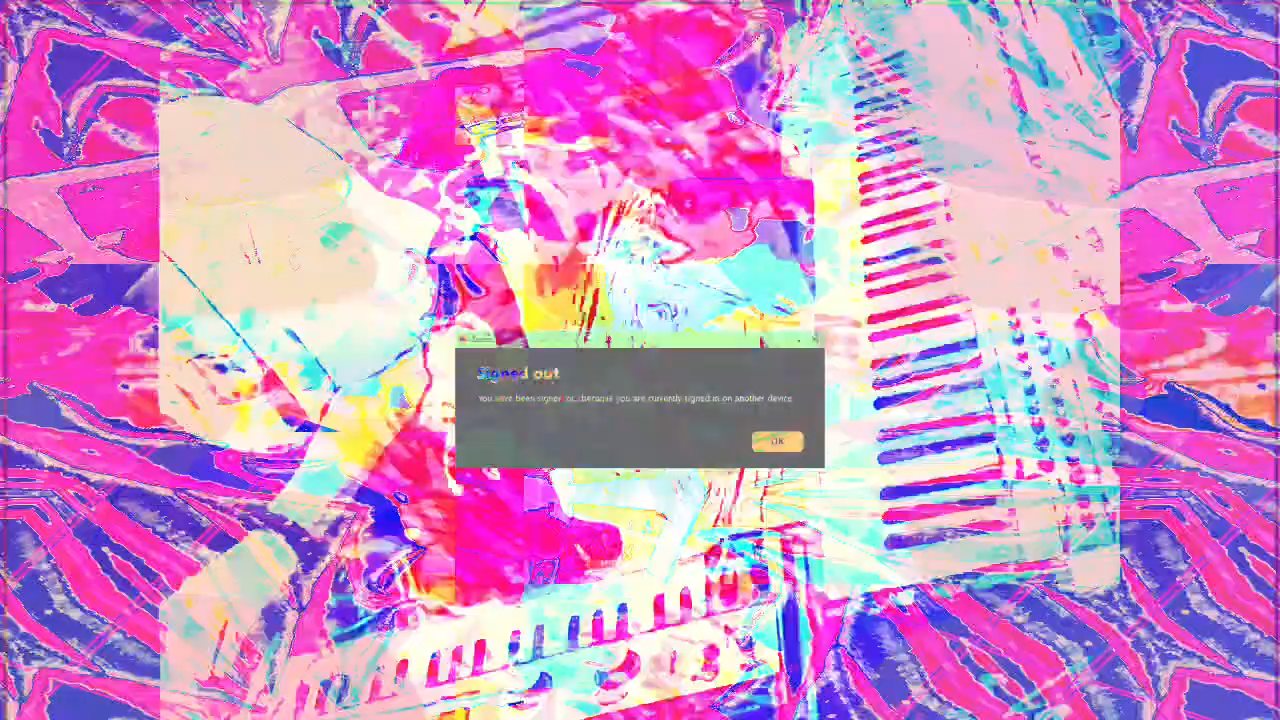 Signed out
You have been signed out because you are currently signed in on another device
OK